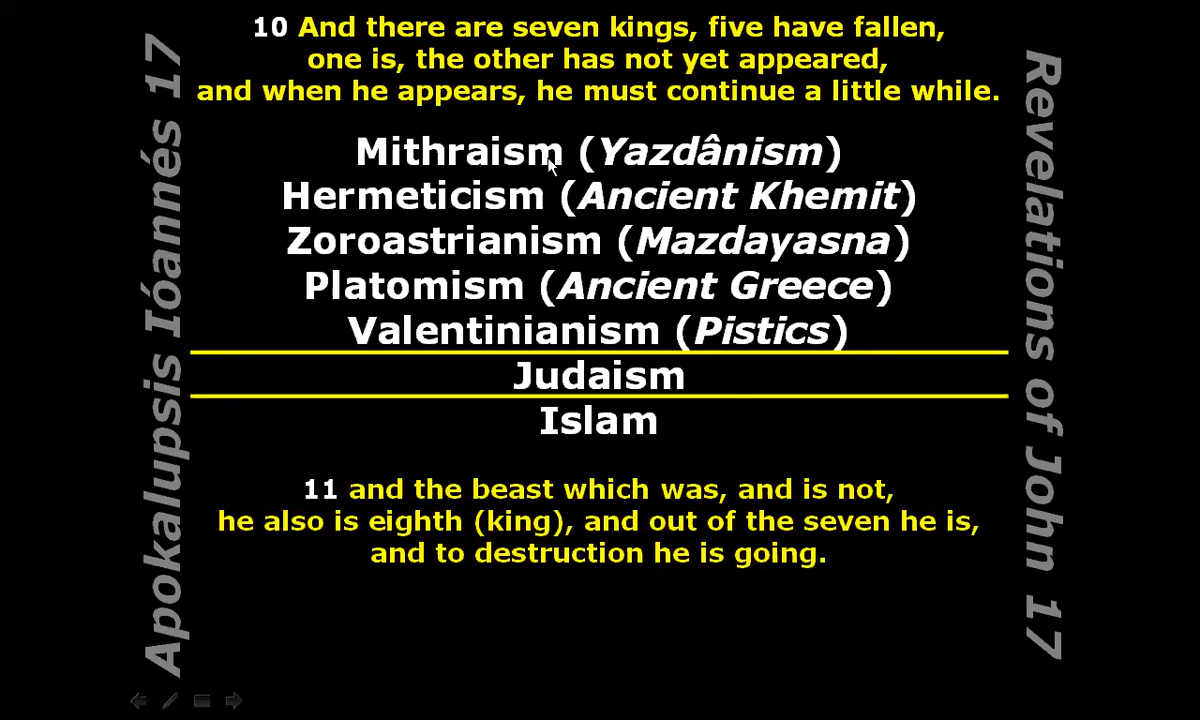 Apokalupsis Ióannés 17
10 And there are seven kings, five have fallen,
one is, the other has not yet appeared,
and when he appears, he must continue a little while.
Mithraism (Yazdânism)
Hermeticism (Ancient Khemit)
Zoroastrianism (Mazdayasna)
Platomism (Ancient Greece)
Valentinianism (Pistics)
Judaism
Islam
11 and the beast which was, and is not,
he also is eighth (king), and out of the seven he is,
and to destruction he is going.
Revelations of John 17